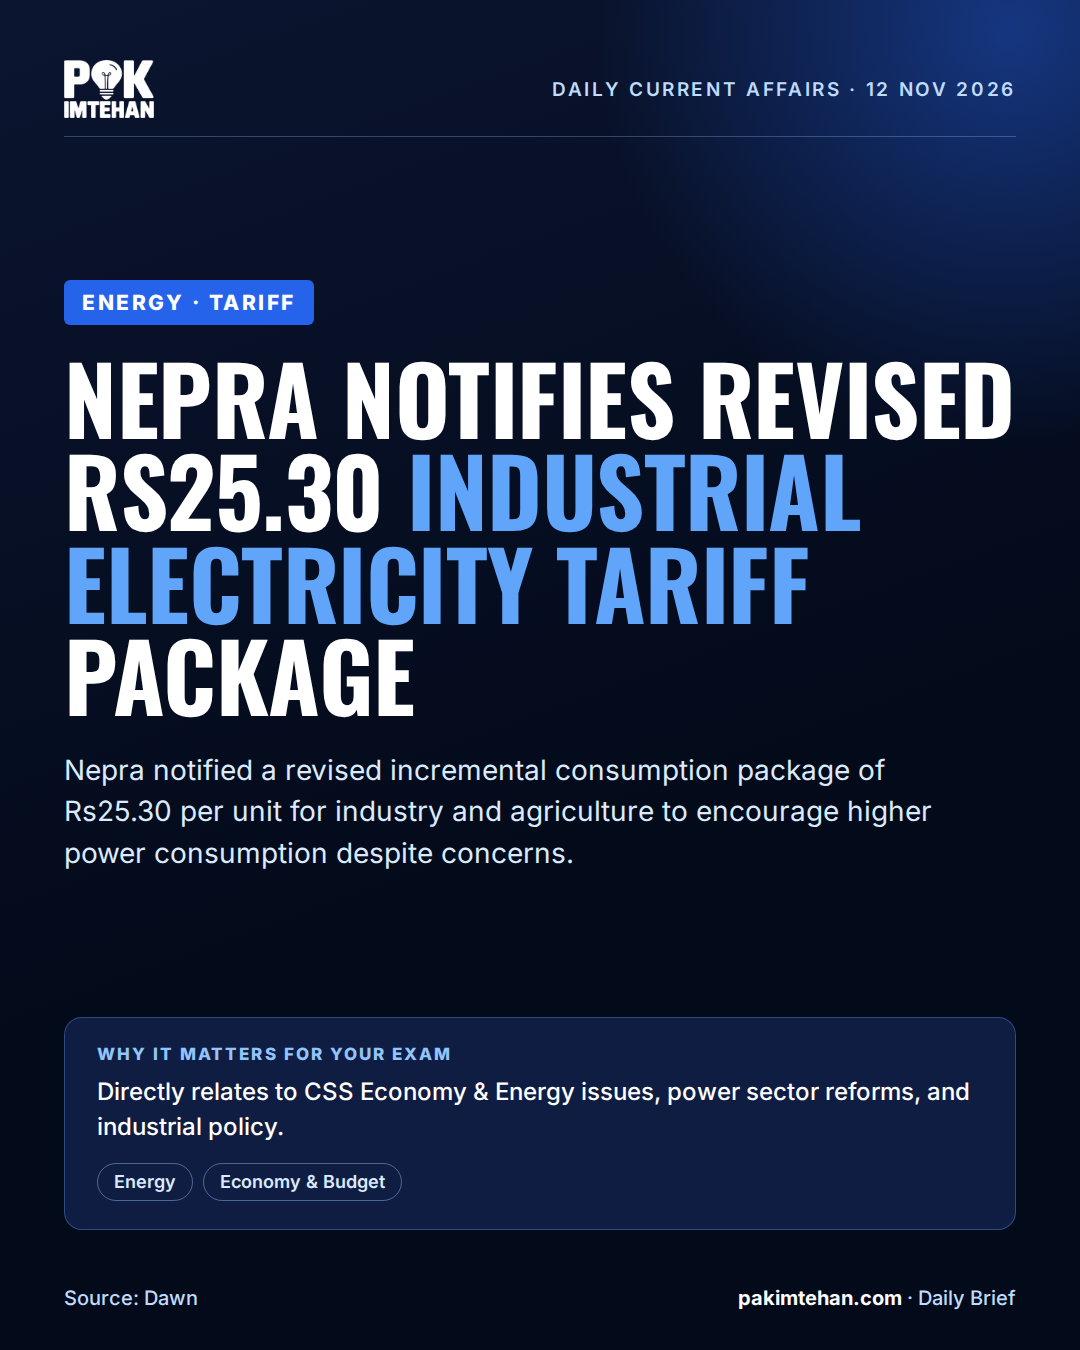 PAK
IMTEHAN
DAILY CURRENT AFFAIRS · 12 NOV 2026
ENERGY · TARIFF
NEPRA NOTIFIES REVISED
RS25.30 INDUSTRIAL
ELECTRICITY TARIFF
PACKAGE
Nepra notified a revised incremental consumption package of
Rs25.30 per unit for industry and agriculture to encourage higher
power consumption despite concerns.
WHY IT MATTERS FOR YOUR EXAM
Directly relates to CSS Economy & Energy issues, power sector reforms, and
industrial policy.
Energy
Economy & Budget
Source: Dawn
pakimtehan.com · Daily Brief